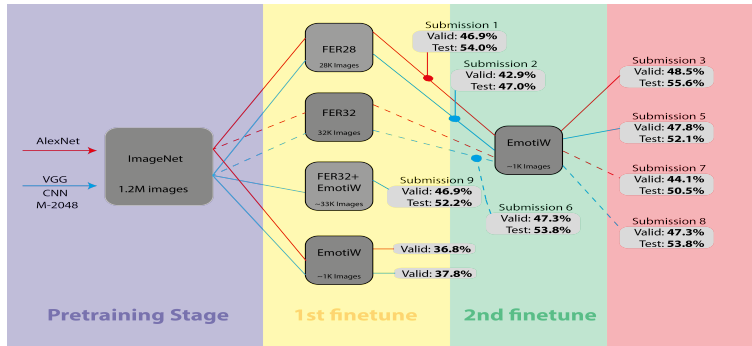 AlexNet
VGG
CNN
M-2048
ImageNet
1.2M images
Pretraining Stage
FER28
28K Images
FER32
32K Images
FER32+
EmotiW
~33K Images
EmotiW
~1K Images
1st finetune
Submission 1
Valid: 46.9%
Test: 54.0%
Submission 2
Valid: 42.9%
Test: 47.0%
Submission 9
Valid: 46.9%
Test: 52.2%
Valid: 36.8%
Valid: 37.8%
EmotiW
~1K Images
Submission 6
Valid: 47.3%
Test: 53.8%
2nd finetune
Submission 3
Valid: 48.5%
Test: 55.6%
Submission 5
Valid: 47.8%
Test: 52.1%
Submission 7
Valid: 44.1%
Test: 50.5%
Submission 8
Valid: 47.3%
Test: 53.8%